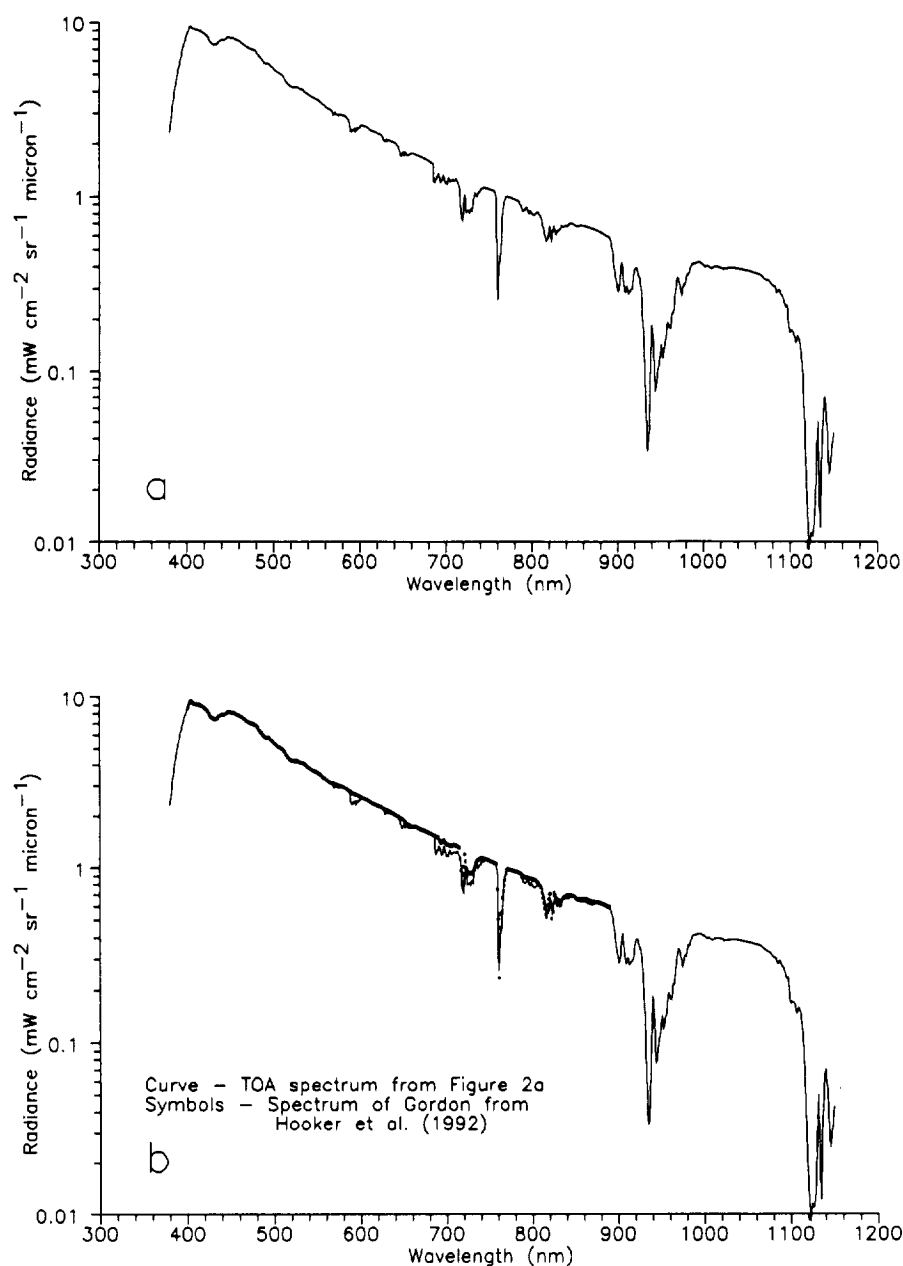 10
1
0.1
0.01
Radiance (mW cm−2 sr−1 micron−1)
a
300 400 500 600 700 800 900 1000 1100 1200
Wavelength (nm)
10
1
0.1
0.01
Radiance (mW cm−2 sr−1 micron−1)
Curve – TOA spectrum from Figure 2a
Symbols – Spectrum of Gordon from
Hooker et al. (1992)
b
300 400 500 600 700 800 900 1000 1100 1200
Wavelength (nm)